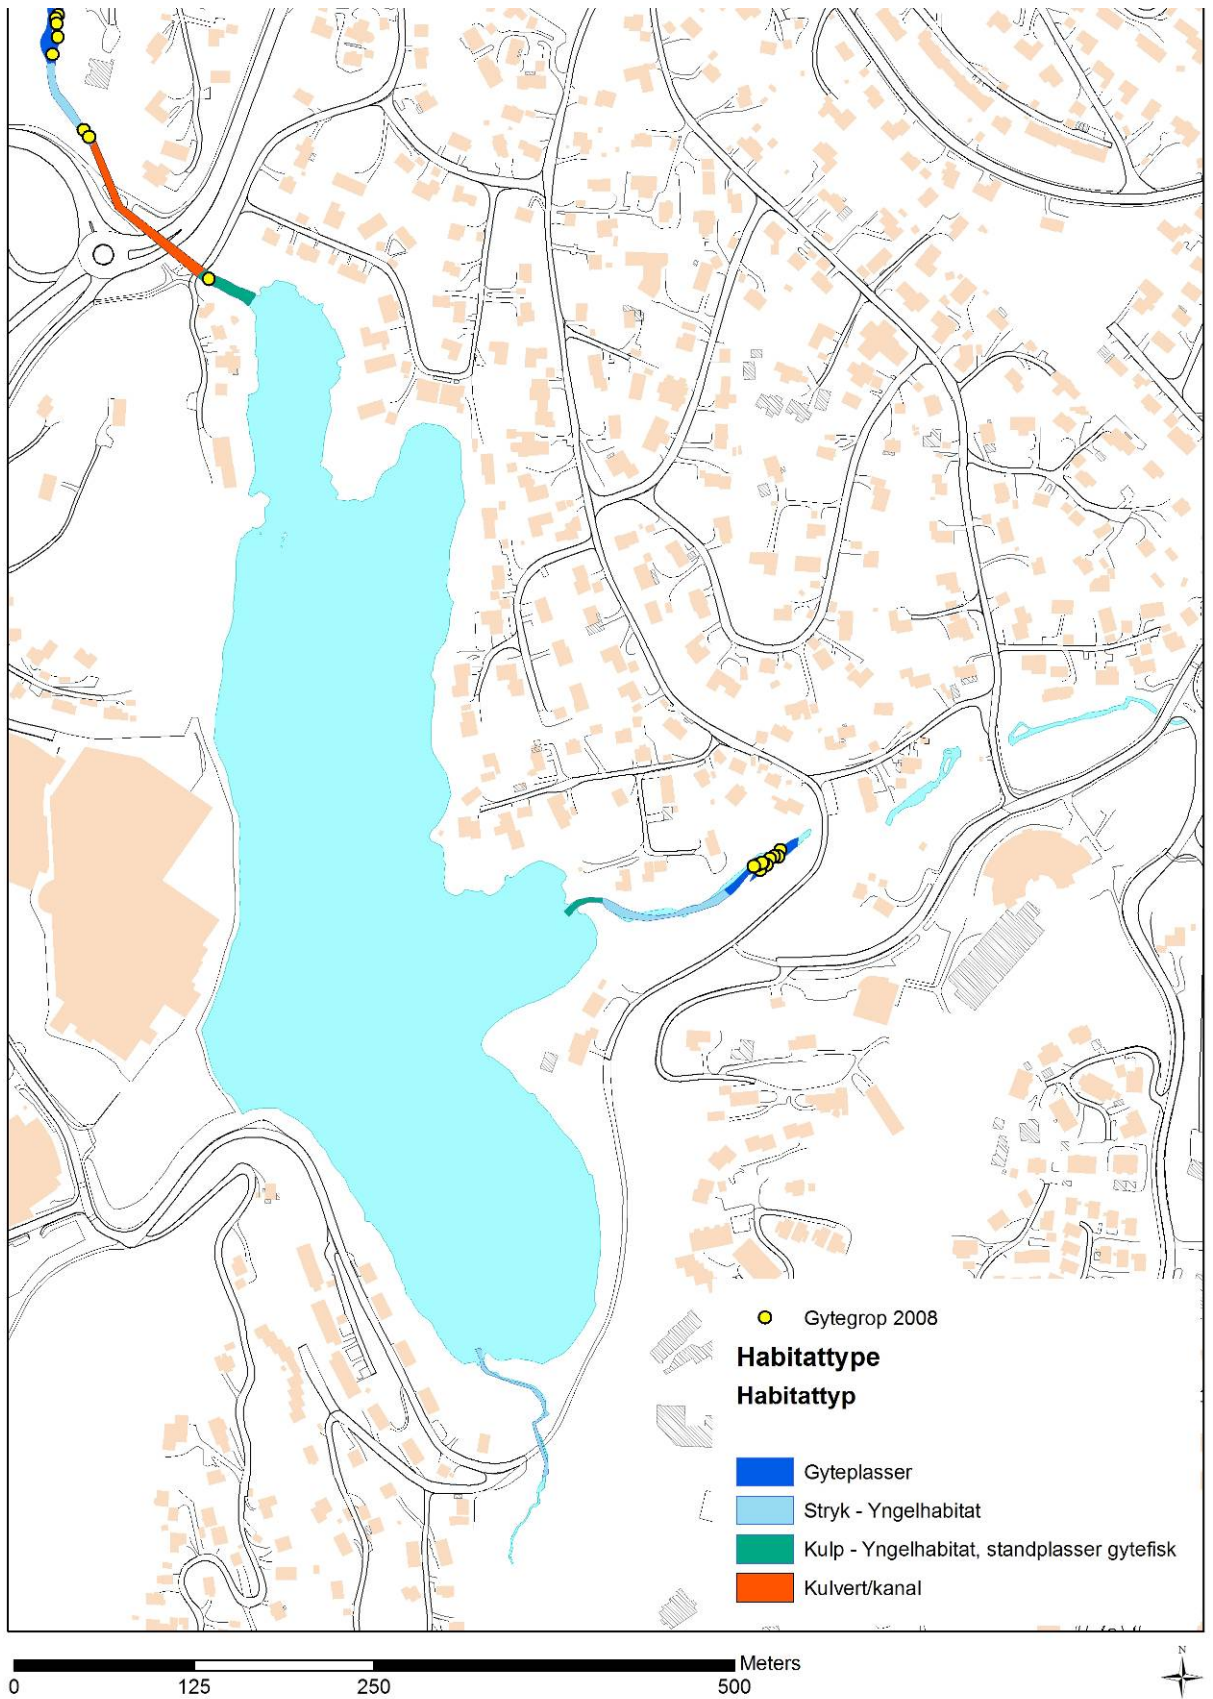 Gytegrop 2008
Habitattype
Habitattyp
Gyteplasser
Stryk - Yngelhabitat
Kulp - Yngelhabitat, standplasser gytefisk
Kulvert/kanal
Meters
0 125 250 500
N